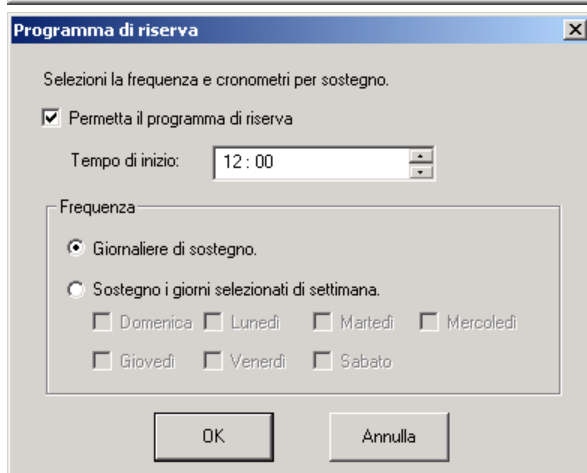 Programma di riserva
Selezioni la frequenza e cronometri per sostegno.
Permetta il programma di riserva
Tempo di inizio: 12 : 00
Frequenza
Giornaliere di sostegno.
Sostegno i giorni selezionati di settimana.
Domenica Lunedì Martedì Mercoledì
Giovedì Venerdì Sabato
OK Annulla